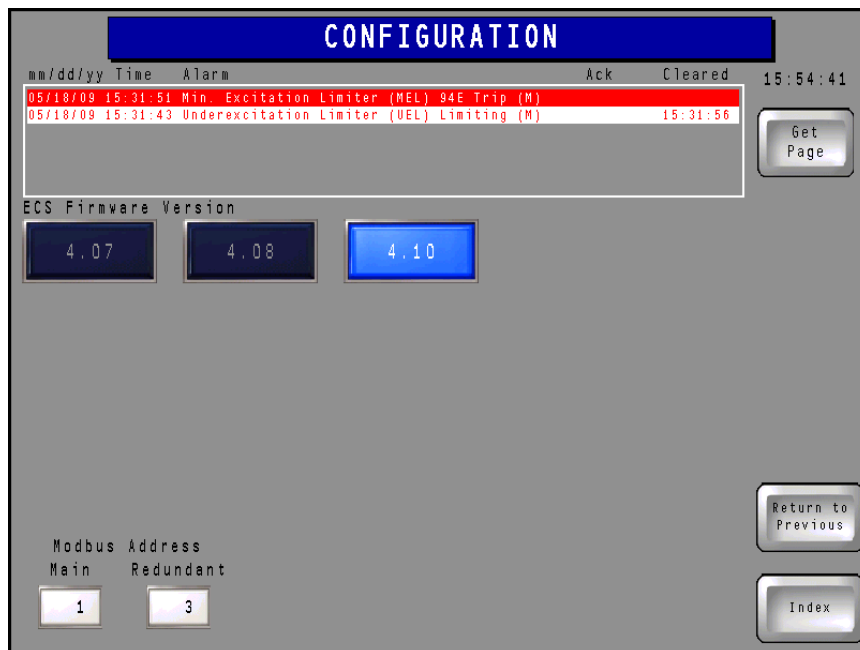 CONFIGURATION
mm/dd/yy Time Alarm Ack Cleared
15:54:41
05/18/09 15:31:51 Min. Excitation Limiter (MEL) 94E Trip (M)
05/18/09 15:31:43 Underexcitation Limiter (UEL) Limiting (M) 15:31:56
Get
Page
ECS Firmware Version
4.07 4.08 4.10
Return to
Previous
Modbus Address
Main Redundant
1 3
Index